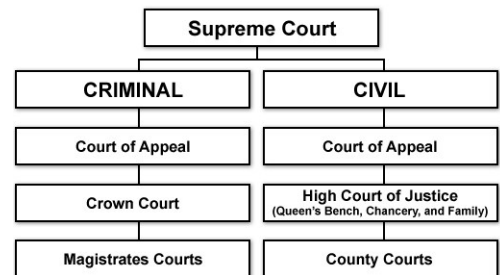 Supreme Court
CRIMINAL
CIVIL
Court of Appeal
Court of Appeal
Crown Court
High Court of Justice
(Queen's Bench, Chancery, and Family)
Magistrates Courts
County Courts